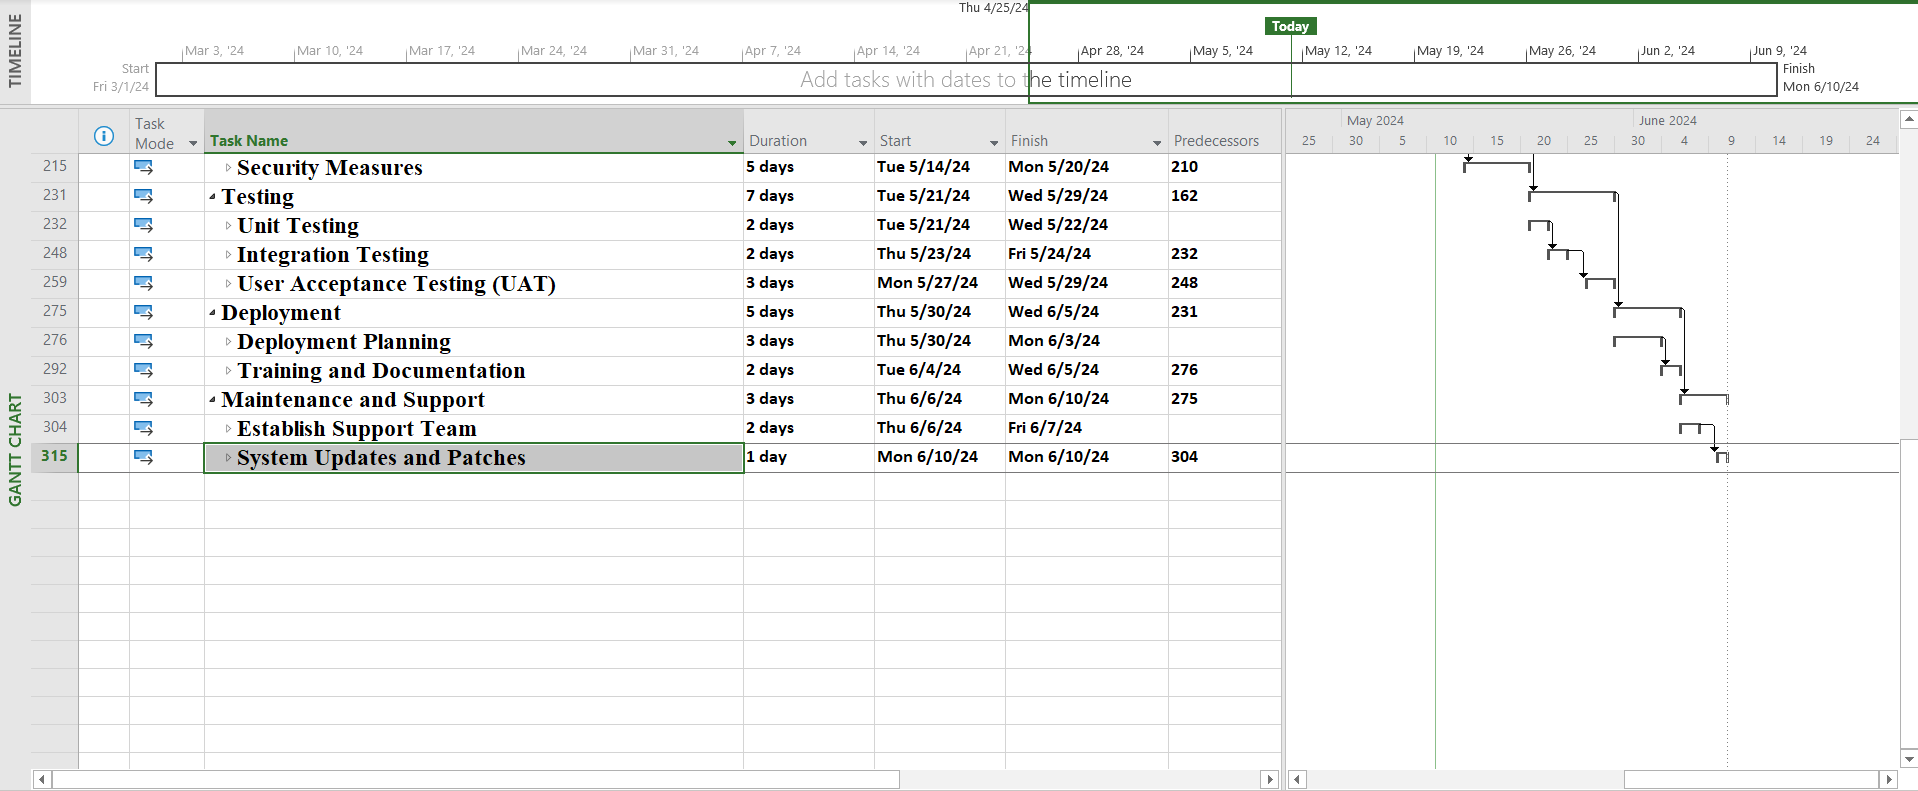 TIMELINE
Thu 4/25/24
Today
Mar 3, '24 Mar 10, '24 Mar 17, '24 Mar 24, '24 Mar 31, '24 Apr 7, '24 Apr 14, '24 Apr 21, '24 Apr 28, '24 May 5, '24 May 12, '24 May 19, '24 May 26, '24 Jun 2, '24 Jun 9, '24
Start
Fri 3/1/24
Add tasks with dates to the timeline
Finish
Mon 6/10/24
GANTT CHART
Task Mode Task Name Duration Start Finish Predecessors
May 2024 June 2024
25 30 5 10 15 20 25 30 4 9 14 19 24
215 Security Measures 5 days Tue 5/14/24 Mon 5/20/24 210
231 Testing 7 days Tue 5/21/24 Wed 5/29/24 162
232 Unit Testing 2 days Tue 5/21/24 Wed 5/22/24
248 Integration Testing 2 days Thu 5/23/24 Fri 5/24/24 232
259 User Acceptance Testing (UAT) 3 days Mon 5/27/24 Wed 5/29/24 248
275 Deployment 5 days Thu 5/30/24 Wed 6/5/24 231
276 Deployment Planning 3 days Thu 5/30/24 Mon 6/3/24
292 Training and Documentation 2 days Tue 6/4/24 Wed 6/5/24 276
303 Maintenance and Support 3 days Thu 6/6/24 Mon 6/10/24 275
304 Establish Support Team 2 days Thu 6/6/24 Fri 6/7/24
315 System Updates and Patches 1 day Mon 6/10/24 Mon 6/10/24 304